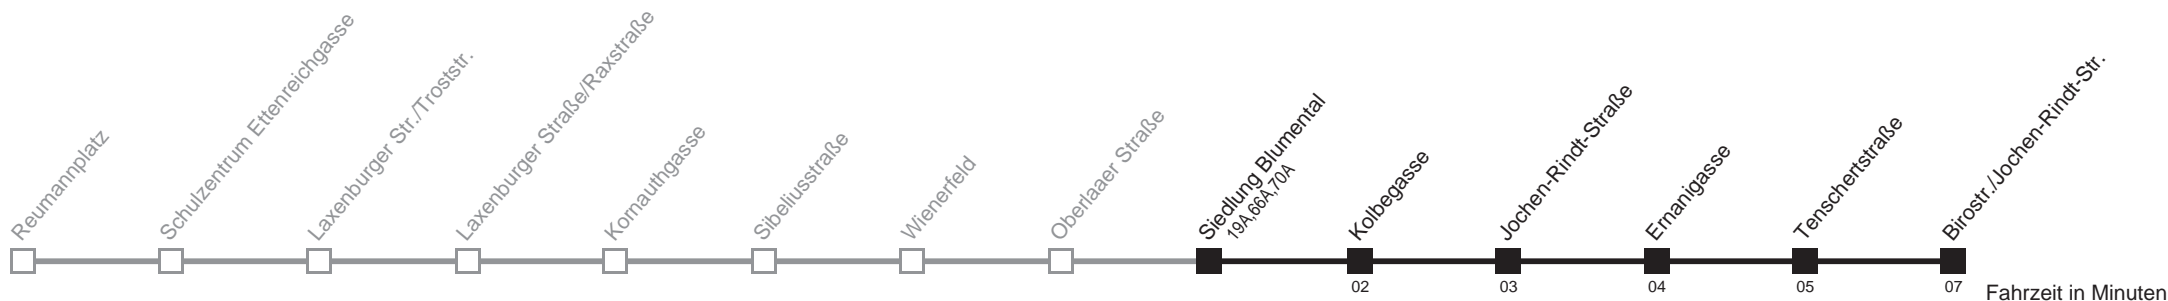 Reumannplatz
Schulzentrum Ettenreichgasse
Laxenburger Str./Troststr.
Laxenburger Straße/Raxstraße
Kornauthgasse
Sibeliusstraße
Wienerfeld
Oberlaaer Straße
Siedlung Blumental
19A,66A,70A
Kolbegasse
Jochen-Rindt-Straße
Ernanigasse
Tenschertstraße
Birostr./Jochen-Rindt-Str.
02
03
04
05
07
Fahrzeit in Minuten